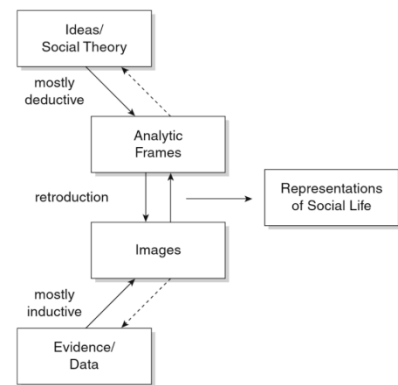 Ideas/
Social Theory
mostly
deductive
Analytic
Frames
retroduction
Representations
of Social Life
Images
mostly
inductive
Evidence/
Data